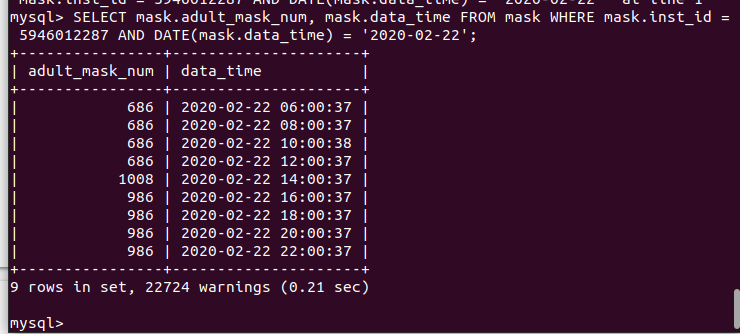 mask.inst_id = 5946012287 AND DATE(mask.data_time) = '2020-02-22'' at line 1
mysql> SELECT mask.adult_mask_num, mask.data_time FROM mask WHERE mask.inst_id =
 5946012287 AND DATE(mask.data_time) = '2020-02-22';
+----------------+---------------------+
| adult_mask_num | data_time           |
+----------------+---------------------+
|            686 | 2020-02-22 06:00:37 |
|            686 | 2020-02-22 08:00:37 |
|            686 | 2020-02-22 10:00:38 |
|            686 | 2020-02-22 12:00:37 |
|           1008 | 2020-02-22 14:00:37 |
|            986 | 2020-02-22 16:00:37 |
|            986 | 2020-02-22 18:00:37 |
|            986 | 2020-02-22 20:00:37 |
|            986 | 2020-02-22 22:00:37 |
+----------------+---------------------+
9 rows in set, 22724 warnings (0.21 sec)
mysql>